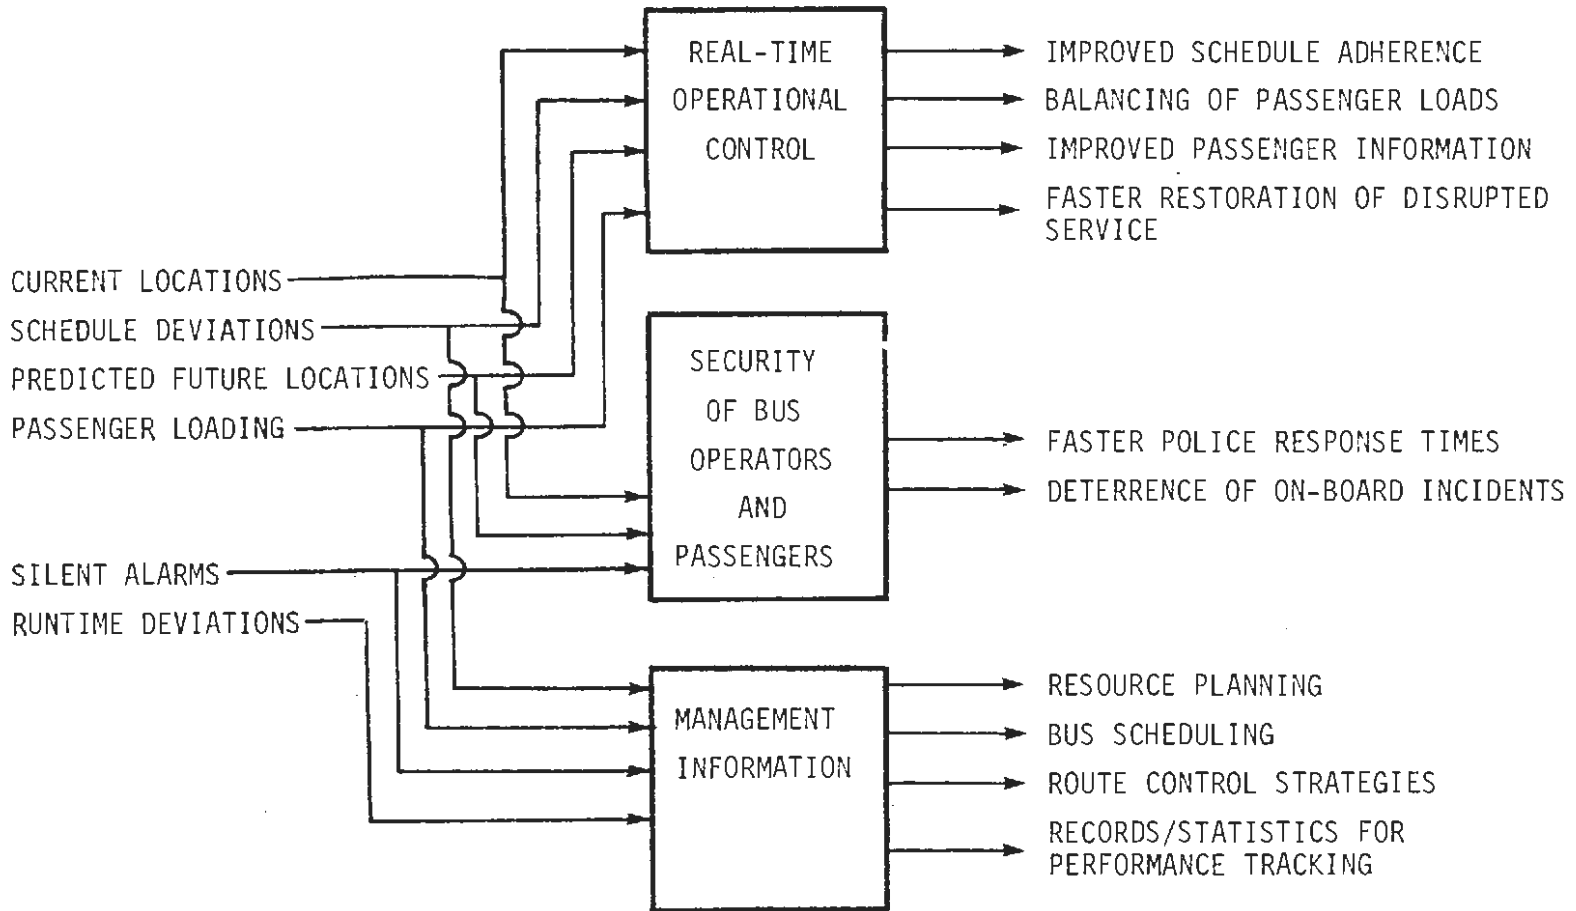 CURRENT LOCATIONS
SCHEDULE DEVIATIONS
PREDICTED FUTURE LOCATIONS
PASSENGER LOADING
SILENT ALARMS
RUNTIME DEVIATIONS
REAL-TIME
OPERATIONAL
CONTROL
IMPROVED SCHEDULE ADHERENCE
BALANCING OF PASSENGER LOADS
IMPROVED PASSENGER INFORMATION
FASTER RESTORATION OF DISRUPTED
SERVICE
SECURITY
OF BUS
OPERATORS
AND
PASSENGERS
FASTER POLICE RESPONSE TIMES
DETERRENCE OF ON-BOARD INCIDENTS
MANAGEMENT
INFORMATION
RESOURCE PLANNING
BUS SCHEDULING
ROUTE CONTROL STRATEGIES
RECORDS/STATISTICS FOR
PERFORMANCE TRACKING